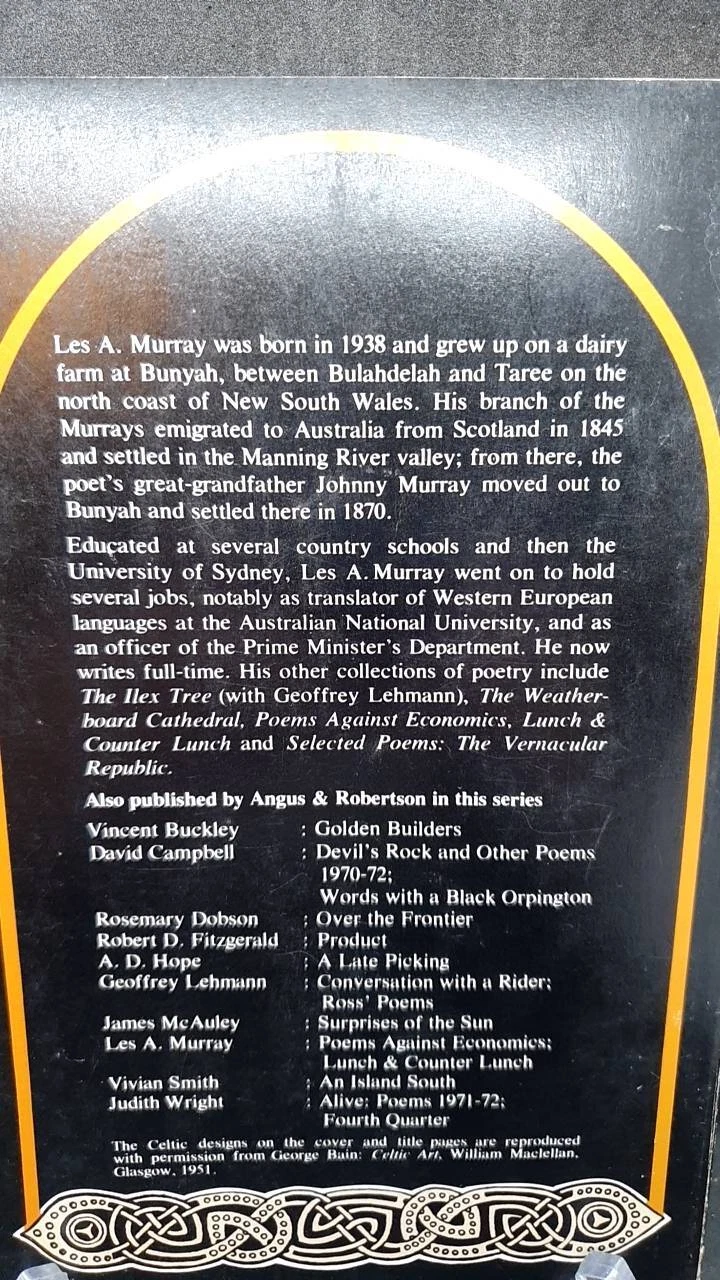 Les A. Murray was born in 1938 and grew up on a dairy
farm at Bunyah, between Bulahdelah and Taree on the
north coast of New South Wales. His branch of the
Murrays emigrated to Australia from Scotland in 1845
and settled in the Manning River valley; from there, the
poet's great-grandfather Johnny Murray moved out to
Bunyah and settled there in 1870.
Educated at several country schools and then the
University of Sydney, Les A. Murray went on to hold
several jobs, notably as translator of Western European
languages at the Australian National University, and as
an officer of the Prime Minister's Department. He now
writes full-time. His other collections of poetry include
The Ilex Tree (with Geoffrey Lehmann), The Weather-
board Cathedral, Poems Against Economics, Lunch &
Counter Lunch and Selected Poems: The Vernacular
Republic.
Also published by Angus & Robertson in this series
Vincent Buckley : Golden Builders
David Campbell : Devil's Rock and Other Poems
1970-72;
Words with a Black Orpington
Rosemary Dobson : Over the Frontier
Robert D. Fitzgerald : Product
A. D. Hope : A Late Picking
Geoffrey Lehmann : Conversation with a Rider;
Ross' Poems
James McAuley : Surprises of the Sun
Les A. Murray : Poems Against Economics;
Lunch & Counter Lunch
Vivian Smith : An Island South
Judith Wright : Alive: Poems 1971-72;
Fourth Quarter
The Celtic designs on the cover and title pages are reproduced
with permission from George Bain: Celtic Art, William Maclellan,
Glasgow, 1951.